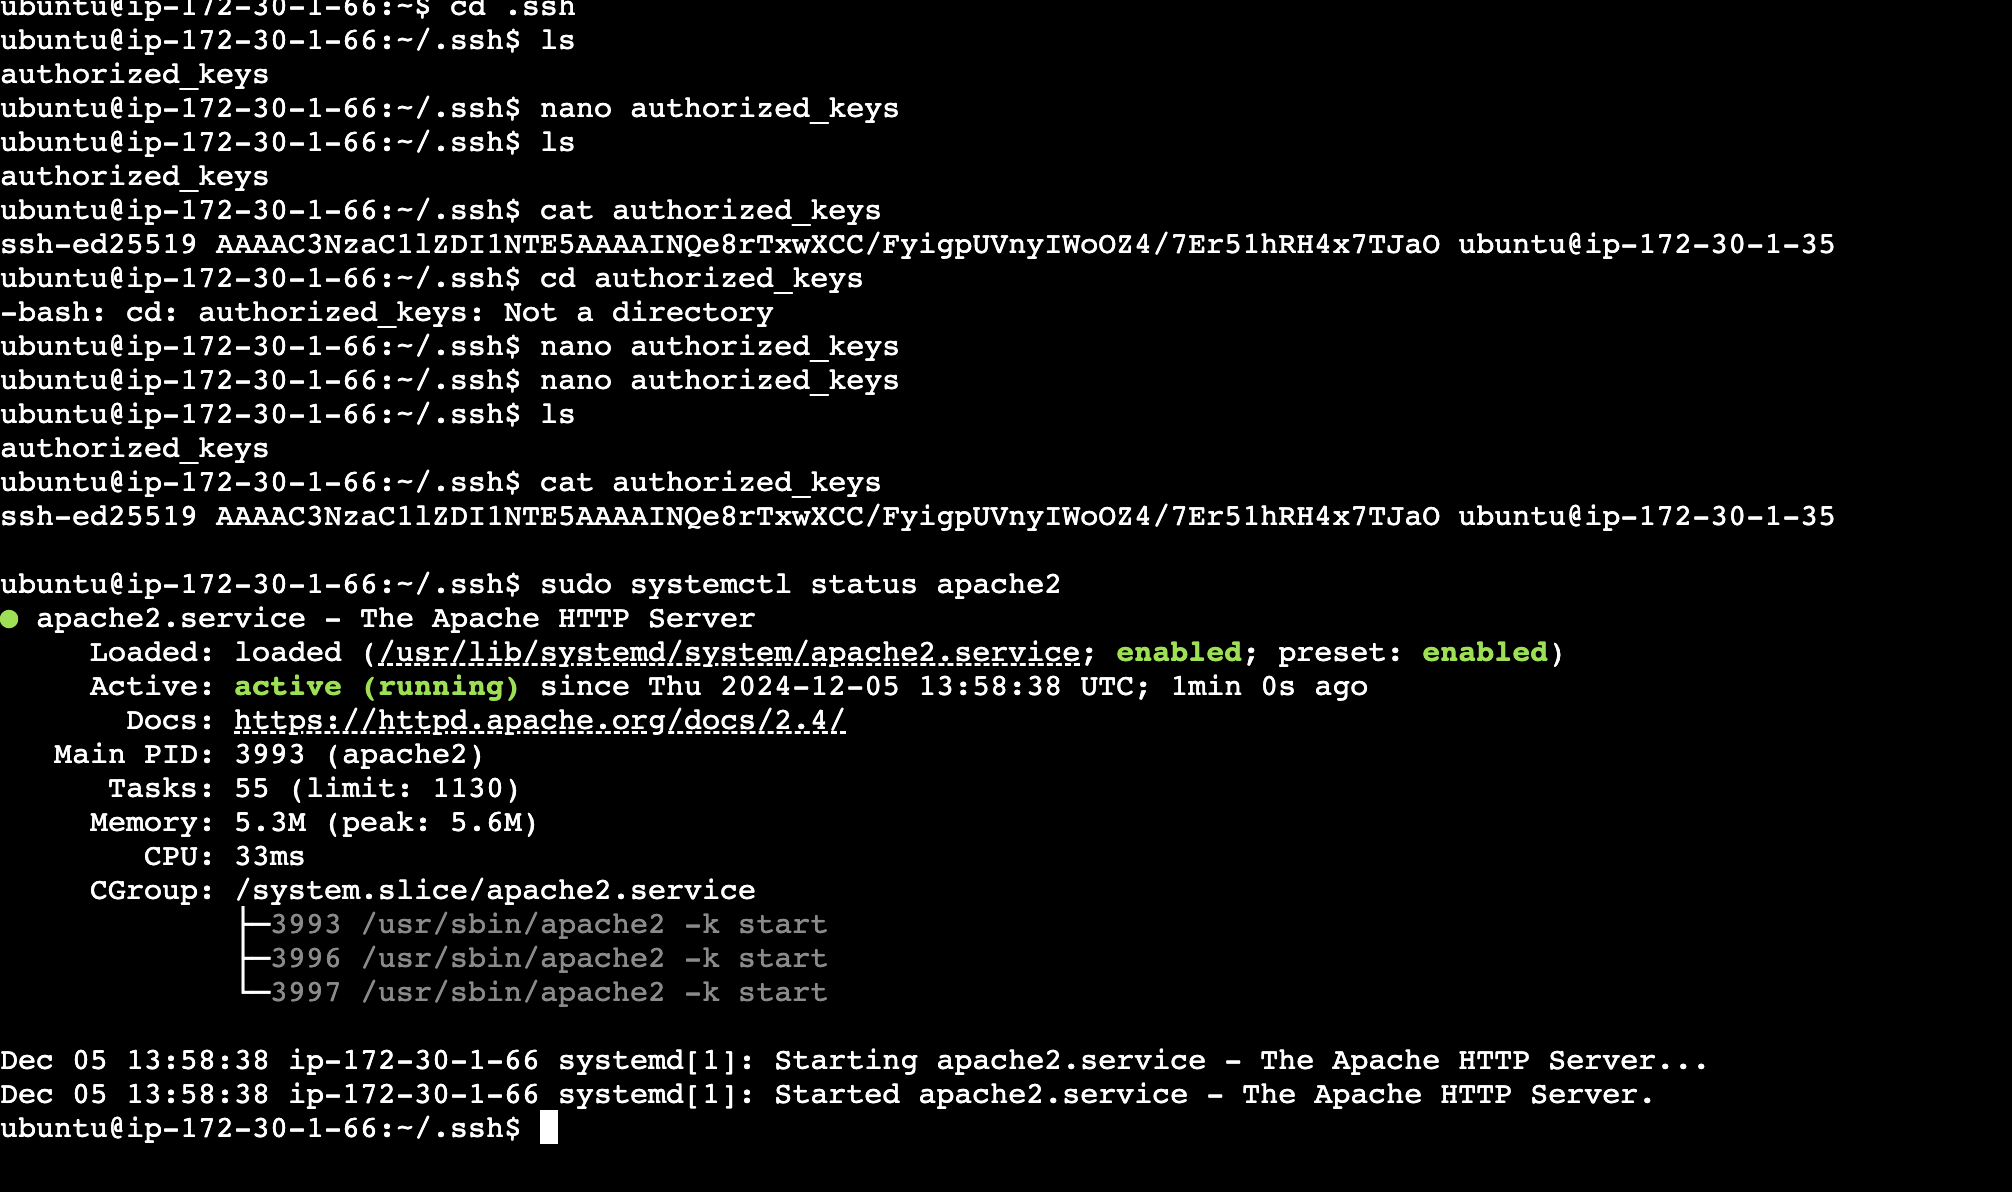 ubuntu@ip-172-30-1-66:~$ cd .ssh
ubuntu@ip-172-30-1-66:~/.ssh$ ls
authorized_keys
ubuntu@ip-172-30-1-66:~/.ssh$ nano authorized_keys
ubuntu@ip-172-30-1-66:~/.ssh$ ls
authorized_keys
ubuntu@ip-172-30-1-66:~/.ssh$ cat authorized_keys
ssh-ed25519 AAAAC3NzaC1lZDI1NTE5AAAAINQe8rTxwXCC/FyigpUVnyIWoOZ4/7Er51hRH4x7TJaO ubuntu@ip-172-30-1-35
ubuntu@ip-172-30-1-66:~/.ssh$ cd authorized_keys
-bash: cd: authorized_keys: Not a directory
ubuntu@ip-172-30-1-66:~/.ssh$ nano authorized_keys
ubuntu@ip-172-30-1-66:~/.ssh$ nano authorized_keys
ubuntu@ip-172-30-1-66:~/.ssh$ ls
authorized_keys
ubuntu@ip-172-30-1-66:~/.ssh$ cat authorized_keys
ssh-ed25519 AAAAC3NzaC1lZDI1NTE5AAAAINQe8rTxwXCC/FyigpUVnyIWoOZ4/7Er51hRH4x7TJaO ubuntu@ip-172-30-1-35
ubuntu@ip-172-30-1-66:~/.ssh$ sudo systemctl status apache2
● apache2.service - The Apache HTTP Server
Loaded: loaded (/usr/lib/systemd/system/apache2.service; enabled; preset: enabled)
Active: active (running) since Thu 2024-12-05 13:58:38 UTC; 1min 0s ago
Docs: https://httpd.apache.org/docs/2.4/
Main PID: 3993 (apache2)
Tasks: 55 (limit: 1130)
Memory: 5.3M (peak: 5.6M)
CPU: 33ms
CGroup: /system.slice/apache2.service
├─3993 /usr/sbin/apache2 -k start
├─3996 /usr/sbin/apache2 -k start
└─3997 /usr/sbin/apache2 -k start
Dec 05 13:58:38 ip-172-30-1-66 systemd[1]: Starting apache2.service - The Apache HTTP Server...
Dec 05 13:58:38 ip-172-30-1-66 systemd[1]: Started apache2.service - The Apache HTTP Server.
ubuntu@ip-172-30-1-66:~/.ssh$